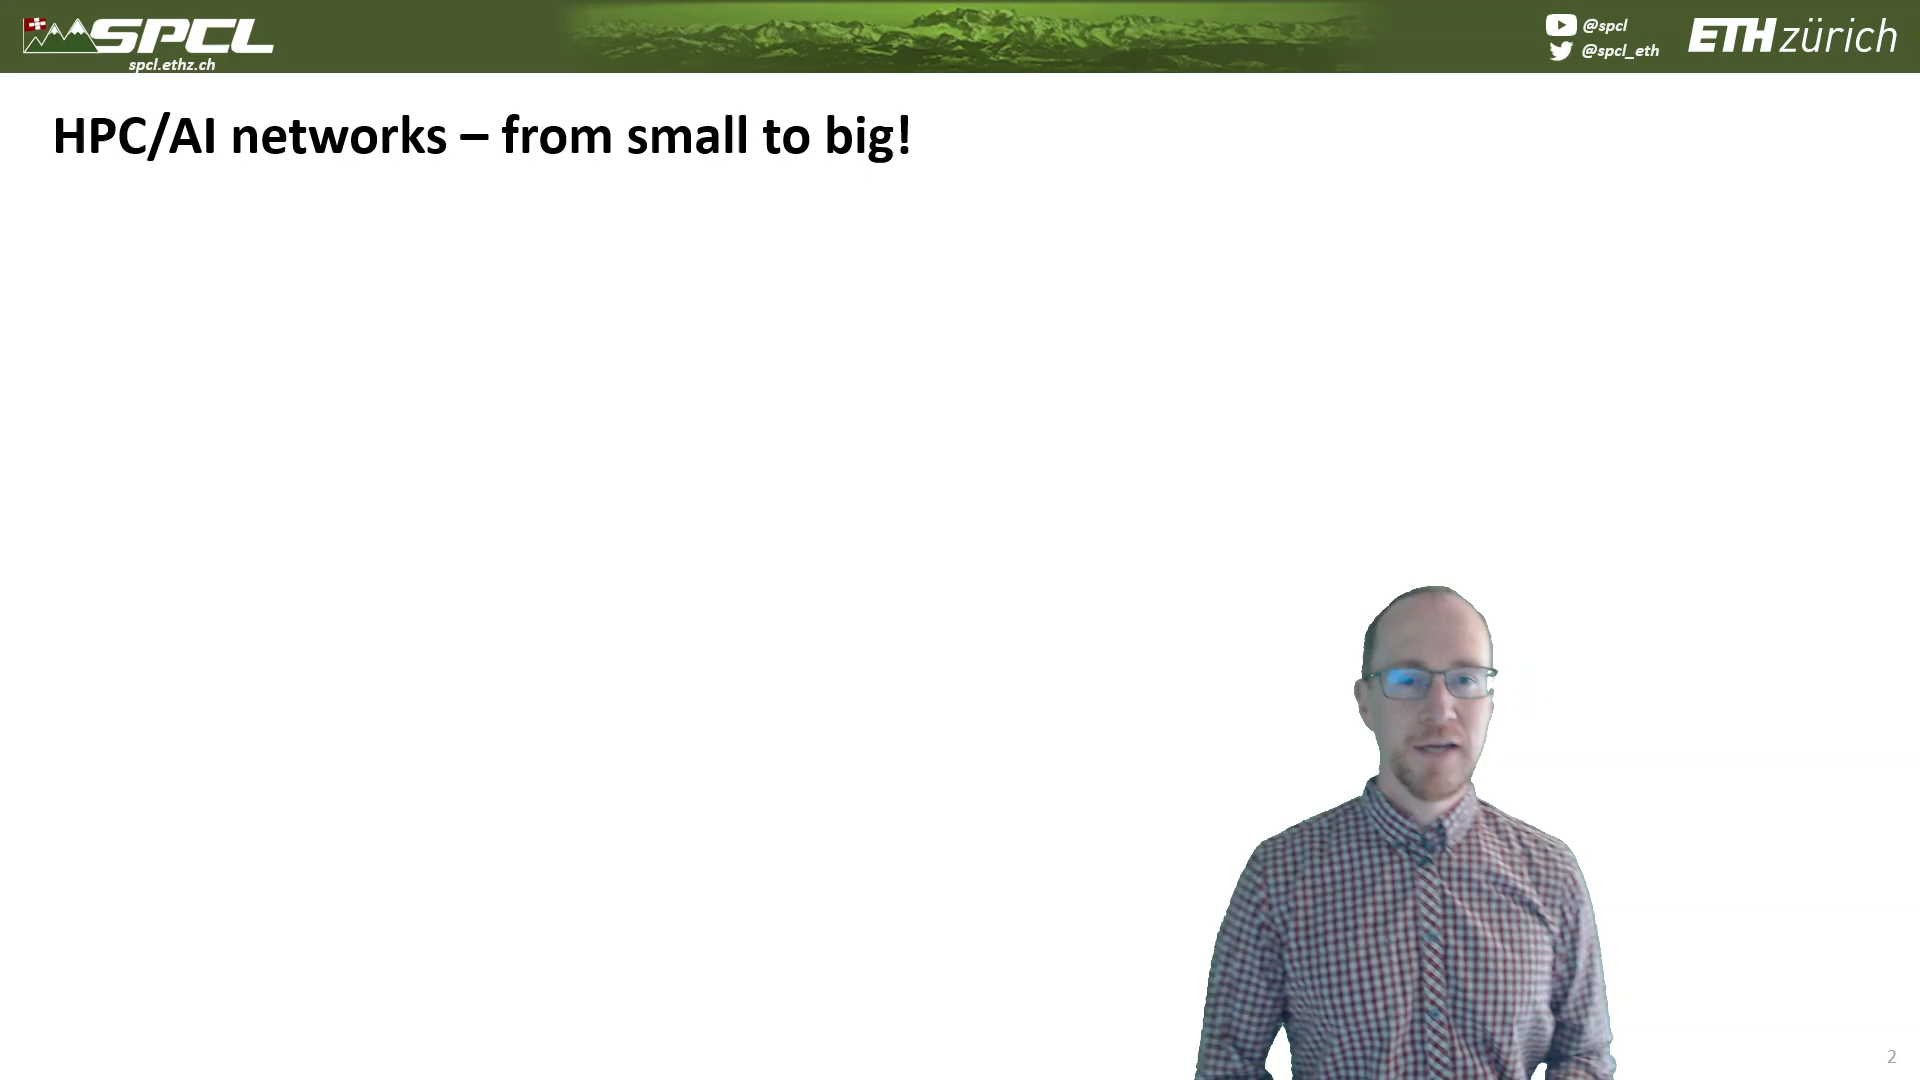 SPCL
spcl.ethz.ch
@spcl
@spcl_eth
ETH zürich
HPC/AI networks – from small to big!
2